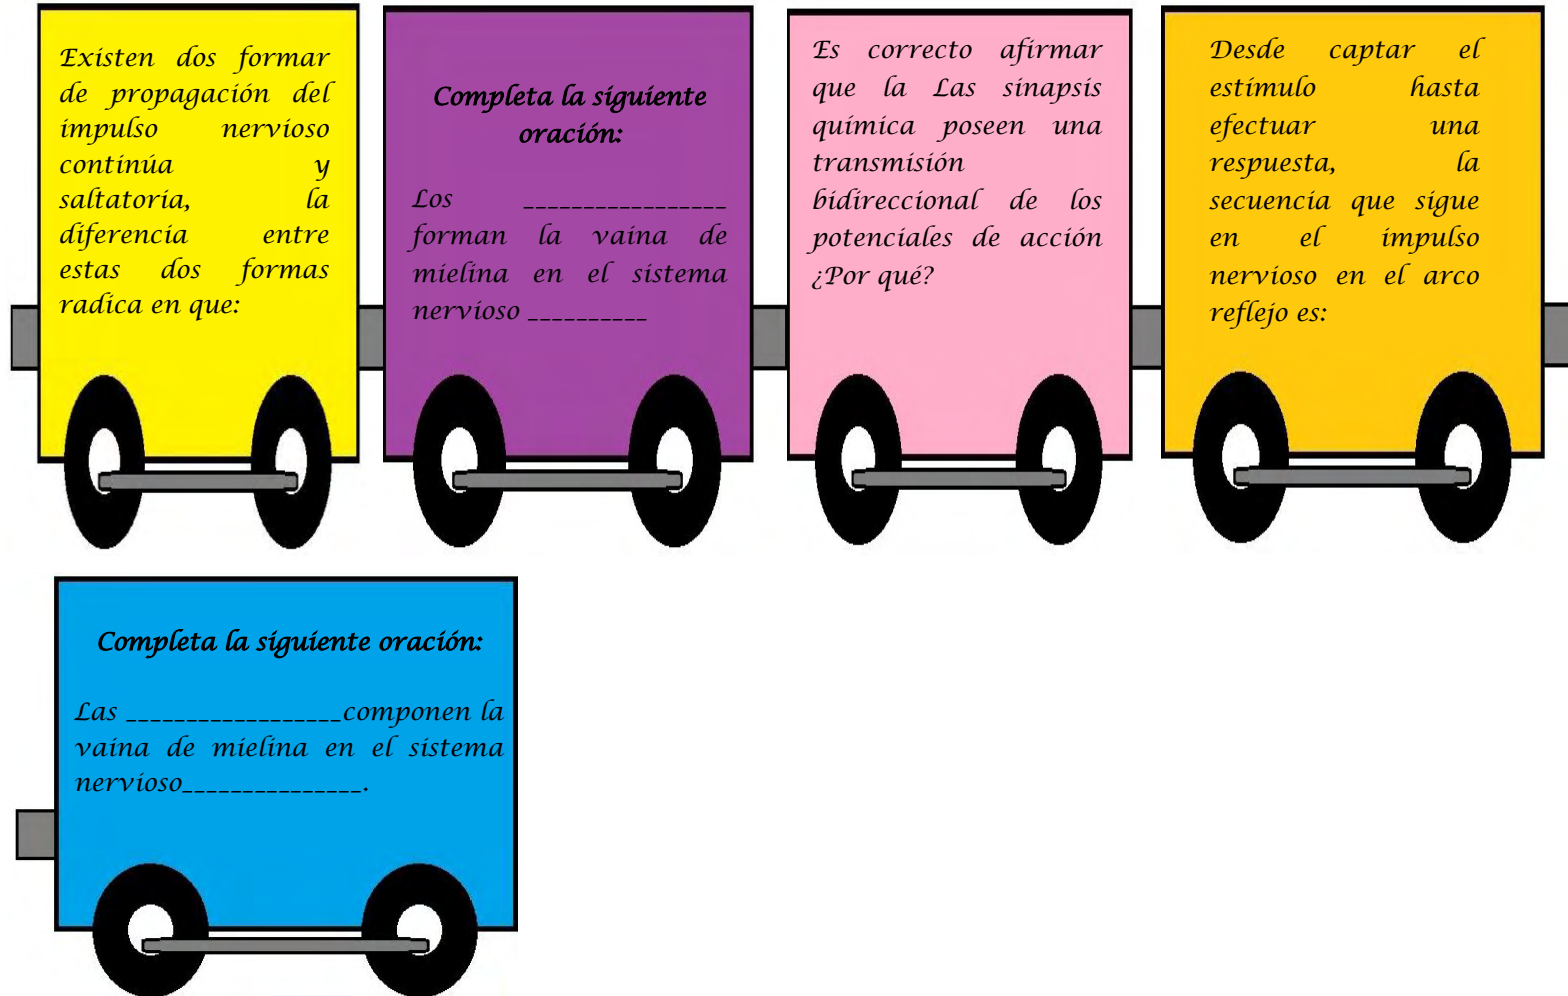 Existen dos formar
de propagación del
impulso nervioso
continúa y
saltatoria, la
diferencia entre
estas dos formas
radica en que:
Completa la siguiente
oración:
Los _________________
forman la vaina de
mielina en el sistema
nervioso __________
Es correcto afirmar
que la Las sinapsis
química poseen una
transmisión
bidireccional de los
potenciales de acción
¿Por qué?
Desde captar el
estímulo hasta
efectuar una
respuesta, la
secuencia que sigue
en el impulso
nervioso en el arco
reflejo es:
Completa la siguiente oración:
Las __________________componen la
vaina de mielina en el sistema
nervioso_______________.